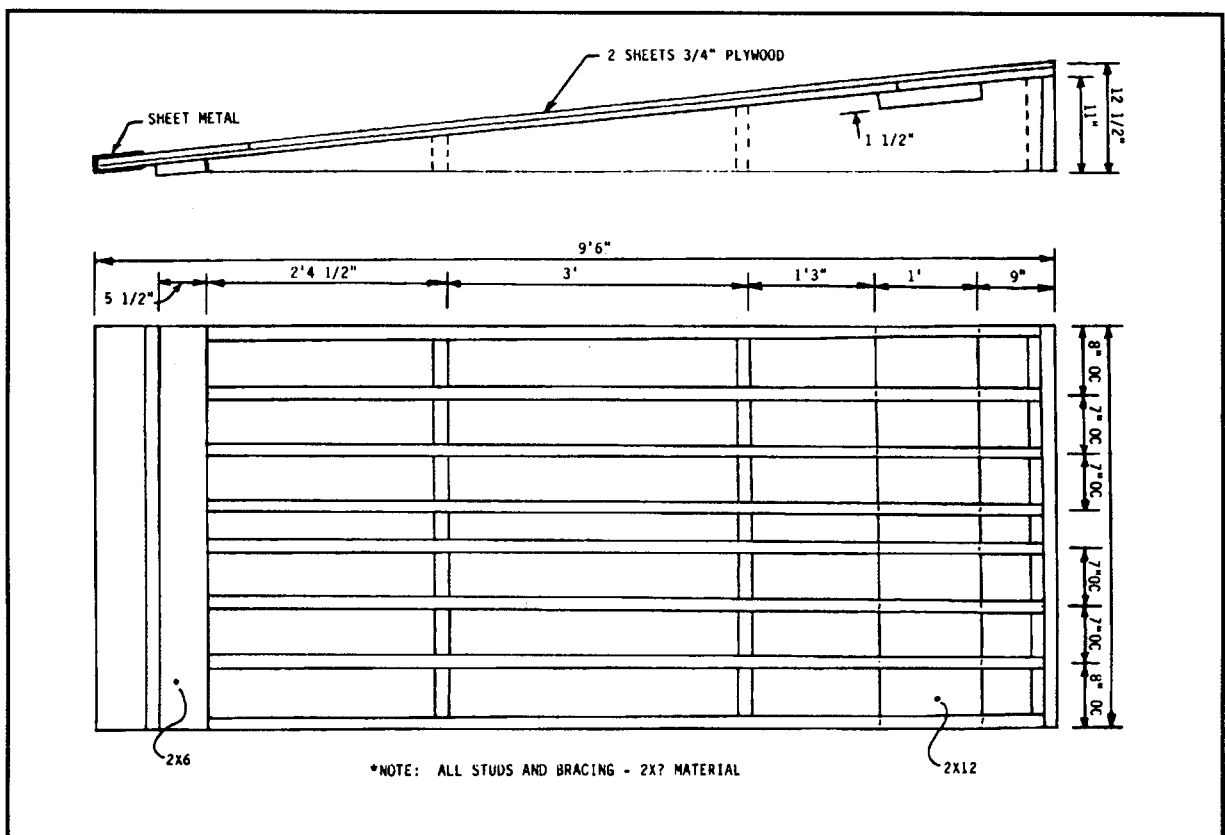 2 SHEETS 3/4" PLYWOOD
SHEET METAL
1 1/2"
11"
12 1/2"
9'6"
5 1/2"
2'4 1/2"
3'
1'3"
1'
9"
8" OC
7" OC
7"OC
7"OC
7"OC
8" OC
2X6
2X12
*NOTE: ALL STUDS AND BRACING - 2X? MATERIAL